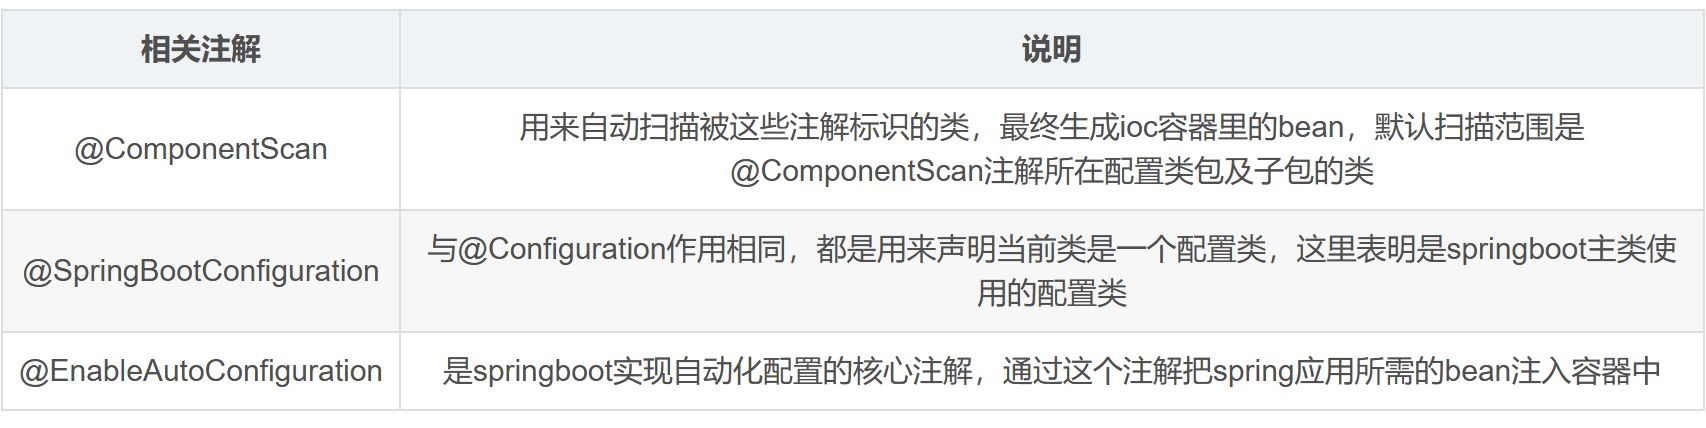 相关注解
说明
@ComponentScan
用来自动扫描被这些注解标识的类，最终生成ioc容器里的bean，默认扫描范围是
@ComponentScan注解所在配置类包及子包的类
@SpringBootConfiguration
与@Configuration作用相同，都是用来声明当前类是一个配置类，这里表明是springboot主类使
用的配置类
@EnableAutoConfiguration
是springboot实现自动化配置的核心注解，通过这个注解把spring应用所需的bean注入容器中